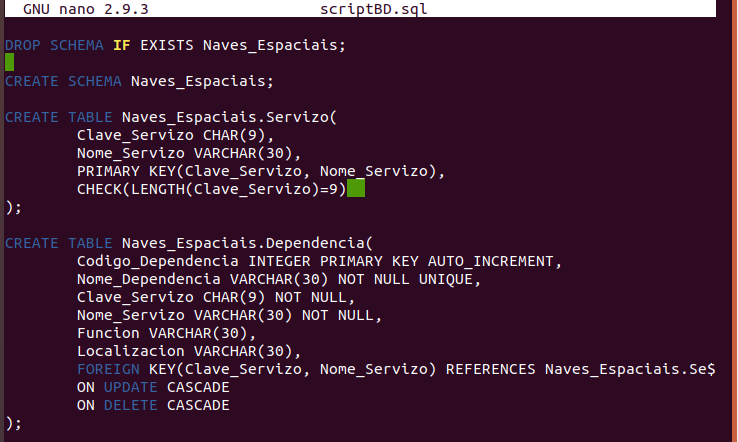 GNU nano 2.9.3 scriptBD.sql
DROP SCHEMA IF EXISTS Naves_Espaciais;
CREATE SCHEMA Naves_Espaciais;
CREATE TABLE Naves_Espaciais.Servizo(
Clave_Servizo CHAR(9),
Nome_Servizo VARCHAR(30),
PRIMARY KEY(Clave_Servizo, Nome_Servizo),
CHECK(LENGTH(Clave_Servizo)=9)
);
CREATE TABLE Naves_Espaciais.Dependencia(
Codigo_Dependencia INTEGER PRIMARY KEY AUTO_INCREMENT,
Nome_Dependencia VARCHAR(30) NOT NULL UNIQUE,
Clave_Servizo CHAR(9) NOT NULL,
Nome_Servizo VARCHAR(30) NOT NULL,
Funcion VARCHAR(30),
Localizacion VARCHAR(30),
FOREIGN KEY(Clave_Servizo, Nome_Servizo) REFERENCES Naves_Espaciais.Se$
ON UPDATE CASCADE
ON DELETE CASCADE
);